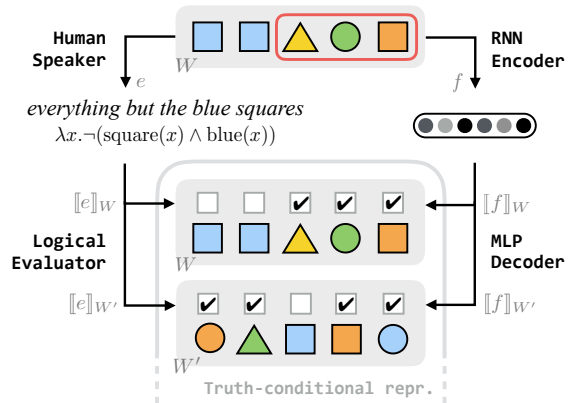 Human
Speaker
W
RNN
Encoder
e
f
everything but the blue squares
λx.¬(square(x) ∧ blue(x))
⟦e⟧W
⟦f⟧W
W
Logical
Evaluator
MLP
Decoder
⟦e⟧W′
⟦f⟧W′
W′
Truth-conditional repr.